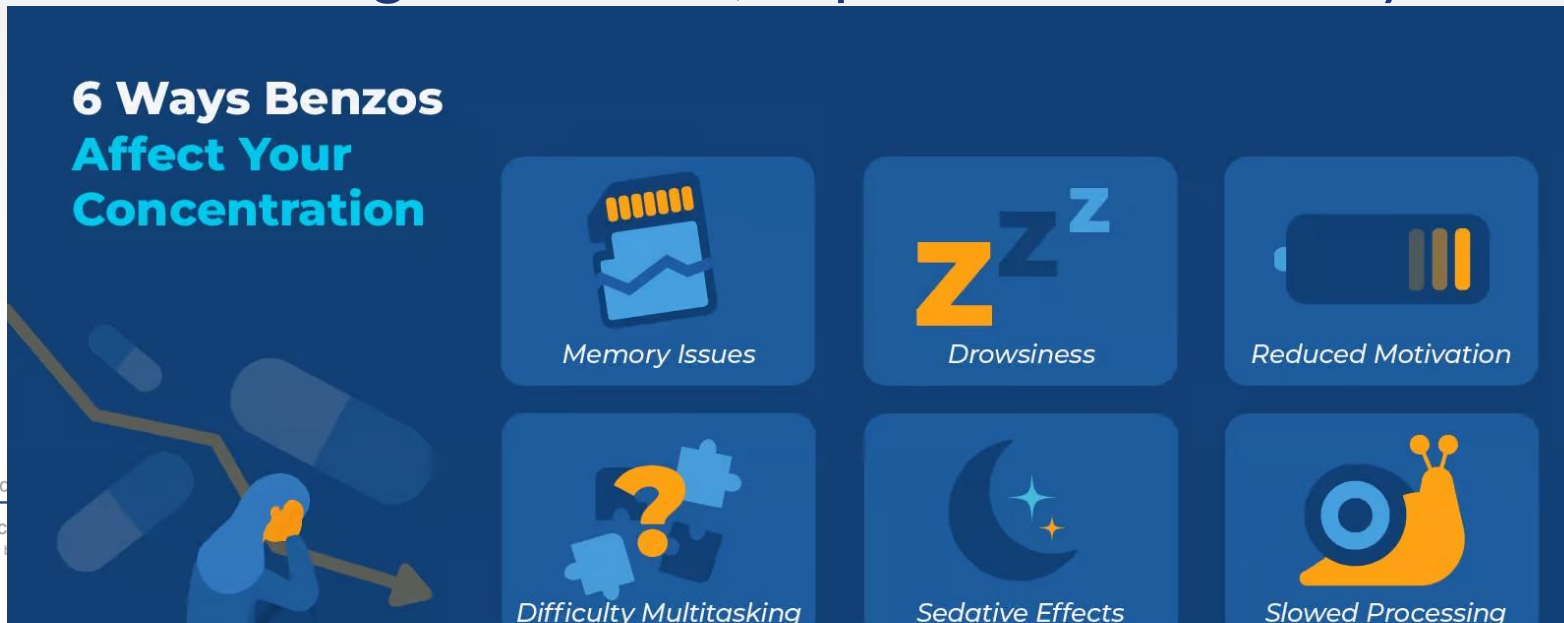 6 Ways Benzos
Affect Your
Concentration
Memory Issues
Drowsiness
Reduced Motivation
Difficulty Multitasking
Sedative Effects
Slowed Processing